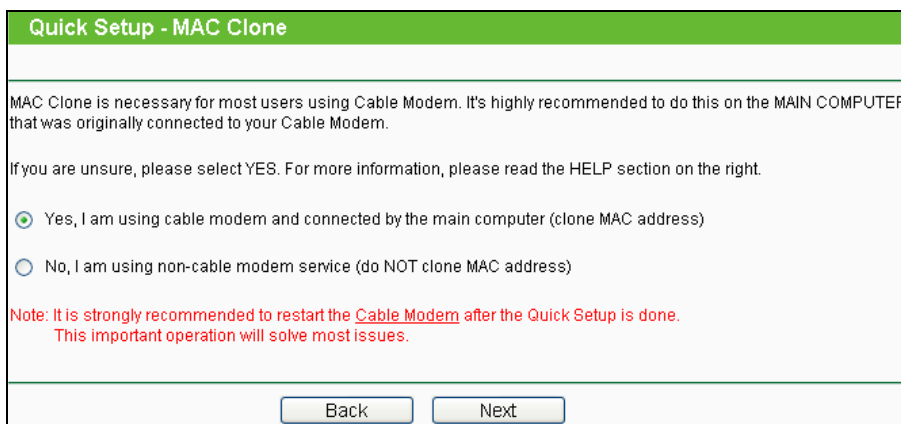 Quick Setup - MAC Clone
MAC Clone is necessary for most users using Cable Modem. It's highly recommended to do this on the MAIN COMPUTER
that was originally connected to your Cable Modem.
If you are unsure, please select YES. For more information, please read the HELP section on the right.
Yes, I am using cable modem and connected by the main computer (clone MAC address)
No, I am using non-cable modem service (do NOT clone MAC address)
Note: It is strongly recommended to restart the Cable Modem after the Quick Setup is done.
This important operation will solve most issues.
Back Next